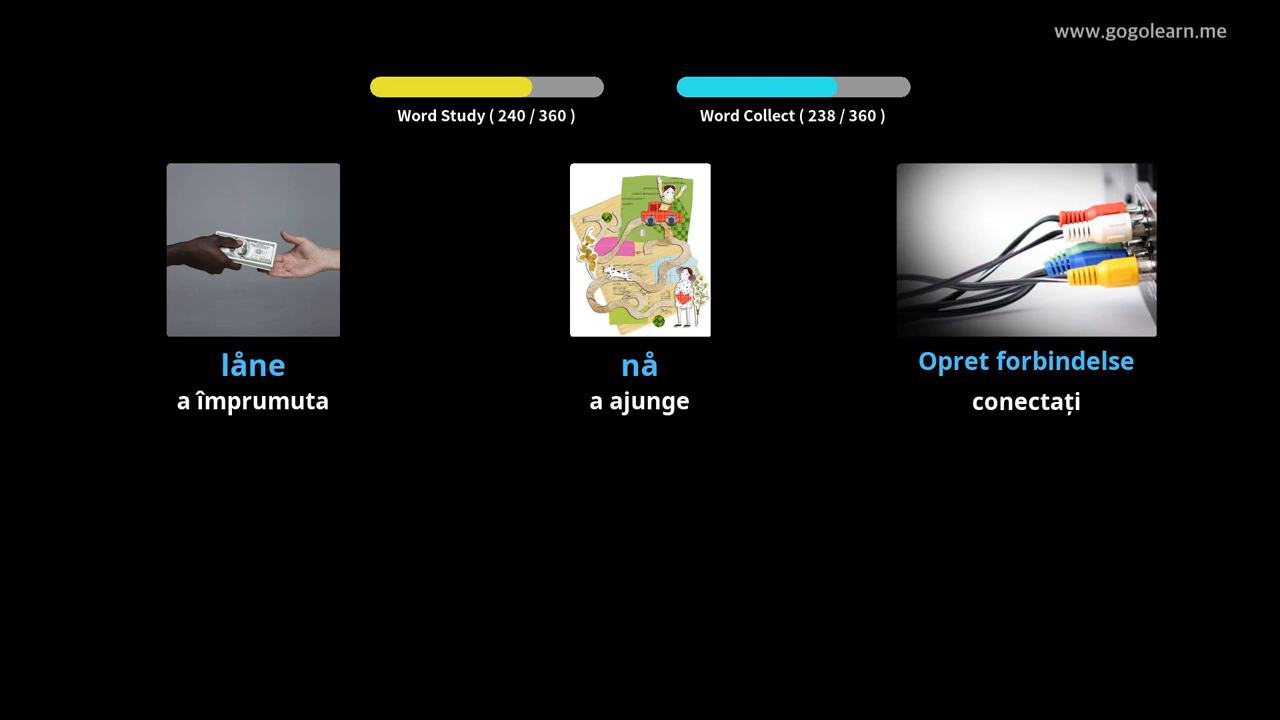 www.gogolearn.me
Word Study ( 240 / 360 )
Word Collect ( 238 / 360 )
låne
a împrumuta
nå
a ajunge
Opret forbindelse
conectați